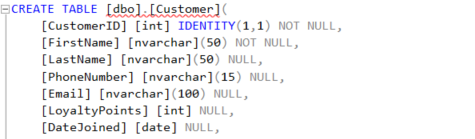 CREATE TABLE [dbo].[Customer](
[CustomerID] [int] IDENTITY(1,1) NOT NULL,
[FirstName] [nvarchar](50) NOT NULL,
[LastName] [nvarchar](50) NULL,
[PhoneNumber] [nvarchar](15) NULL,
[Email] [nvarchar](100) NULL,
[LoyaltyPoints] [int] NULL,
[DateJoined] [date] NULL,